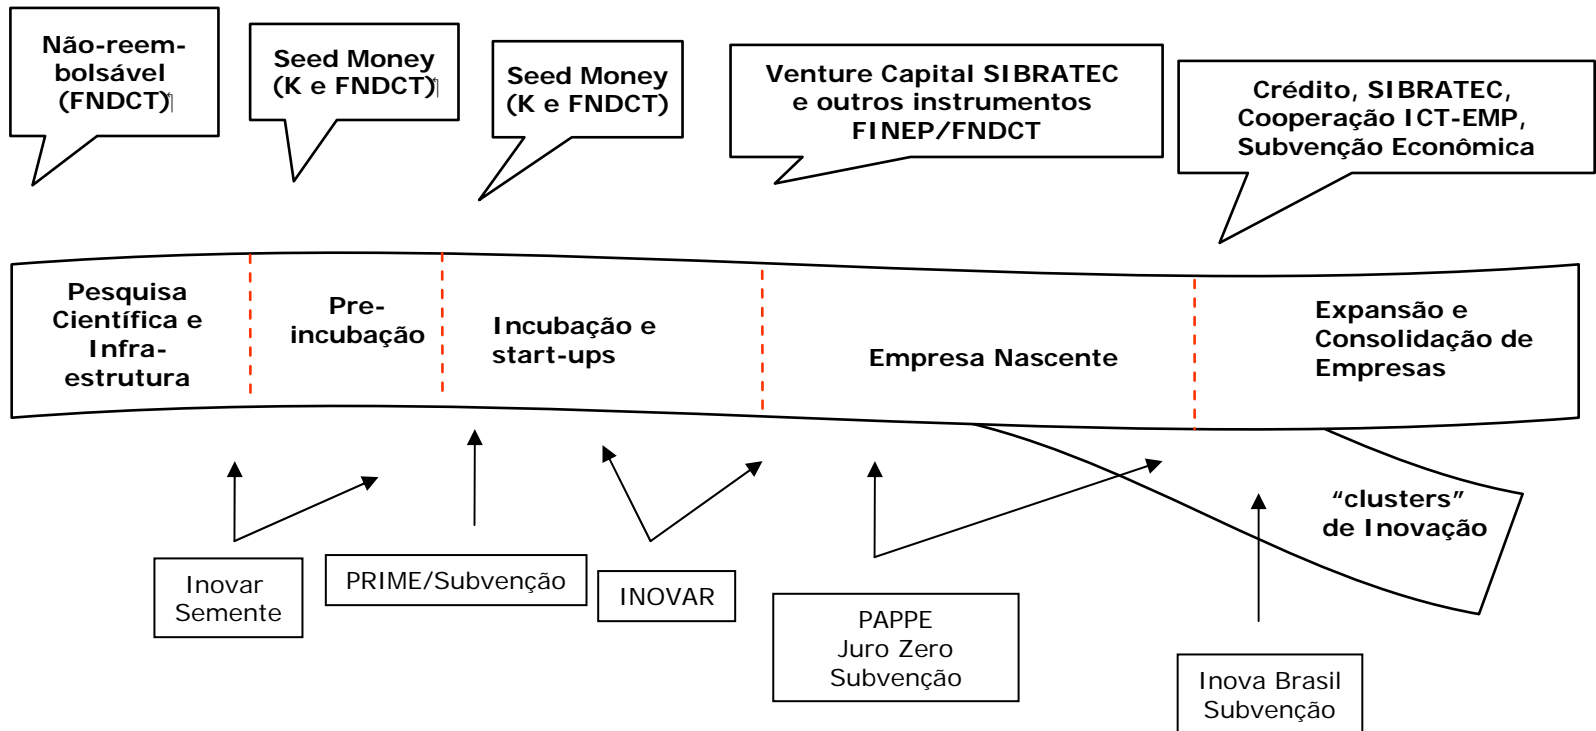 Não-reem-
bolsável
(FNDCT)
Seed Money
(K e FNDCT)
Seed Money
(K e FNDCT)
Venture Capital SIBRATEC
e outros instrumentos
FINEP/FNDCT
Crédito, SIBRATEC,
Cooperação ICT-EMP,
Subvenção Econômica
Pesquisa
Científica e
Infra-
estrutura
Pre-
incubação
Incubação e
start-ups
Empresa Nascente
Expansão e
Consolidação de
Empresas
“clusters”
de Inovação
Inovar
Semente
PRIME/Subvenção
INOVAR
PAPPE
Juro Zero
Subvenção
Inova Brasil
Subvenção